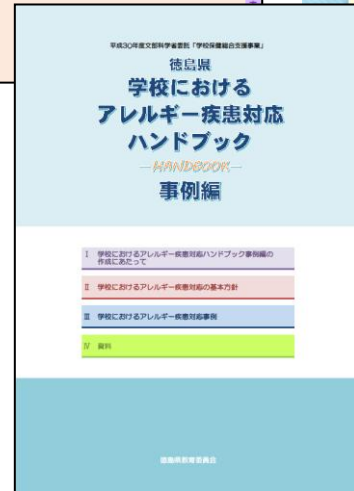 平成30年度文部科学省委託「学校保健総合支援事業」
徳島県
学校における
アレルギー疾患対応
ハンドブック
―HANDBOOK―
事例編
Ⅰ 学校におけるアレルギー疾患対応ハンドブック事例編の
作成にあたって
Ⅱ 学校におけるアレルギー疾患対応の基本方針
Ⅲ 学校におけるアレルギー疾患対応事例
Ⅳ 資料
徳島県教育委員会